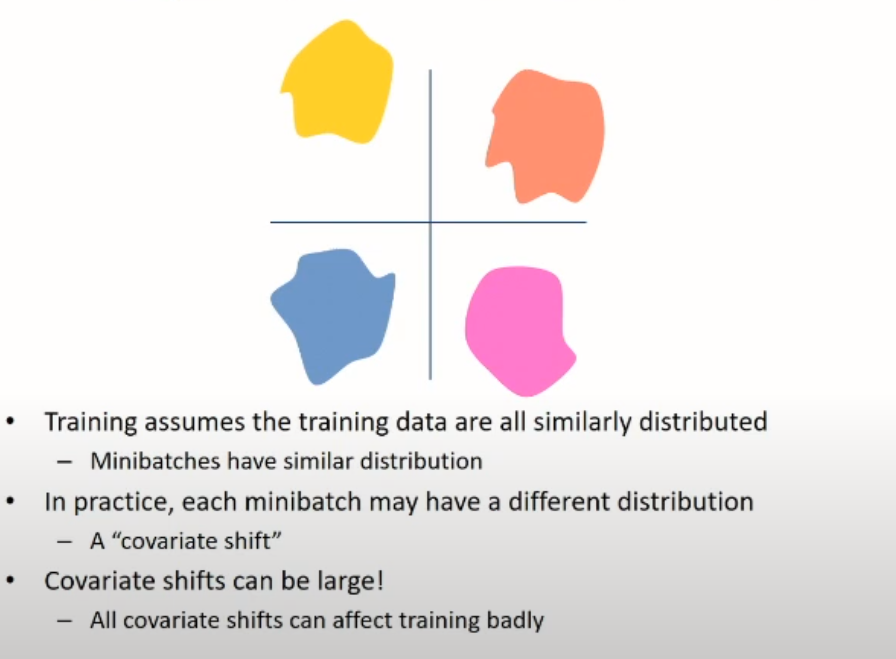 • Training assumes the training data are all similarly distributed
– Minibatches have similar distribution
• In practice, each minibatch may have a different distribution
– A “covariate shift”
• Covariate shifts can be large!
– All covariate shifts can affect training badly